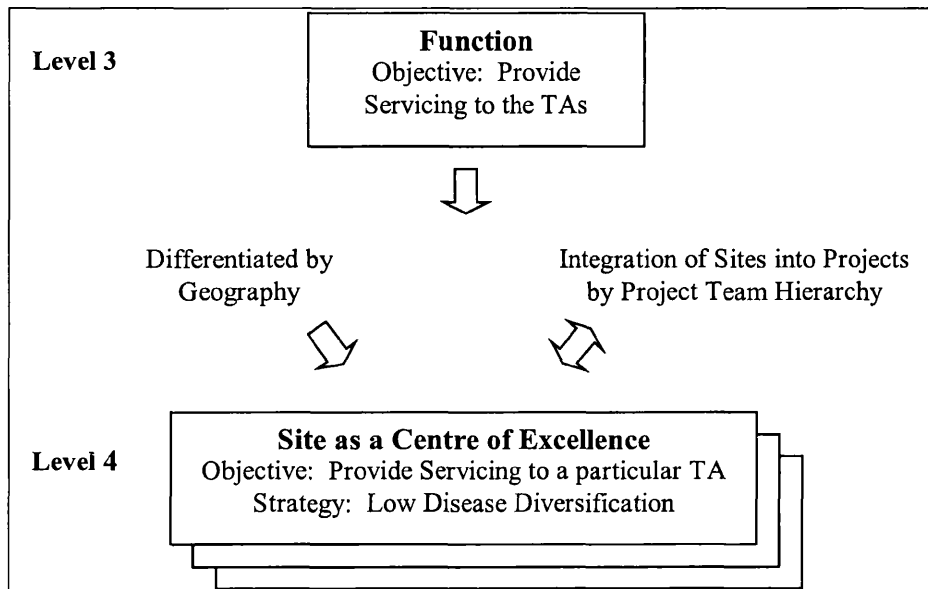 Level 3
Function
Objective: Provide
Servicing to the TAs
Differentiated by
Geography
Integration of Sites into Projects
by Project Team Hierarchy
Level 4
Site as a Centre of Excellence
Objective: Provide Servicing to a particular TA
Strategy: Low Disease Diversification